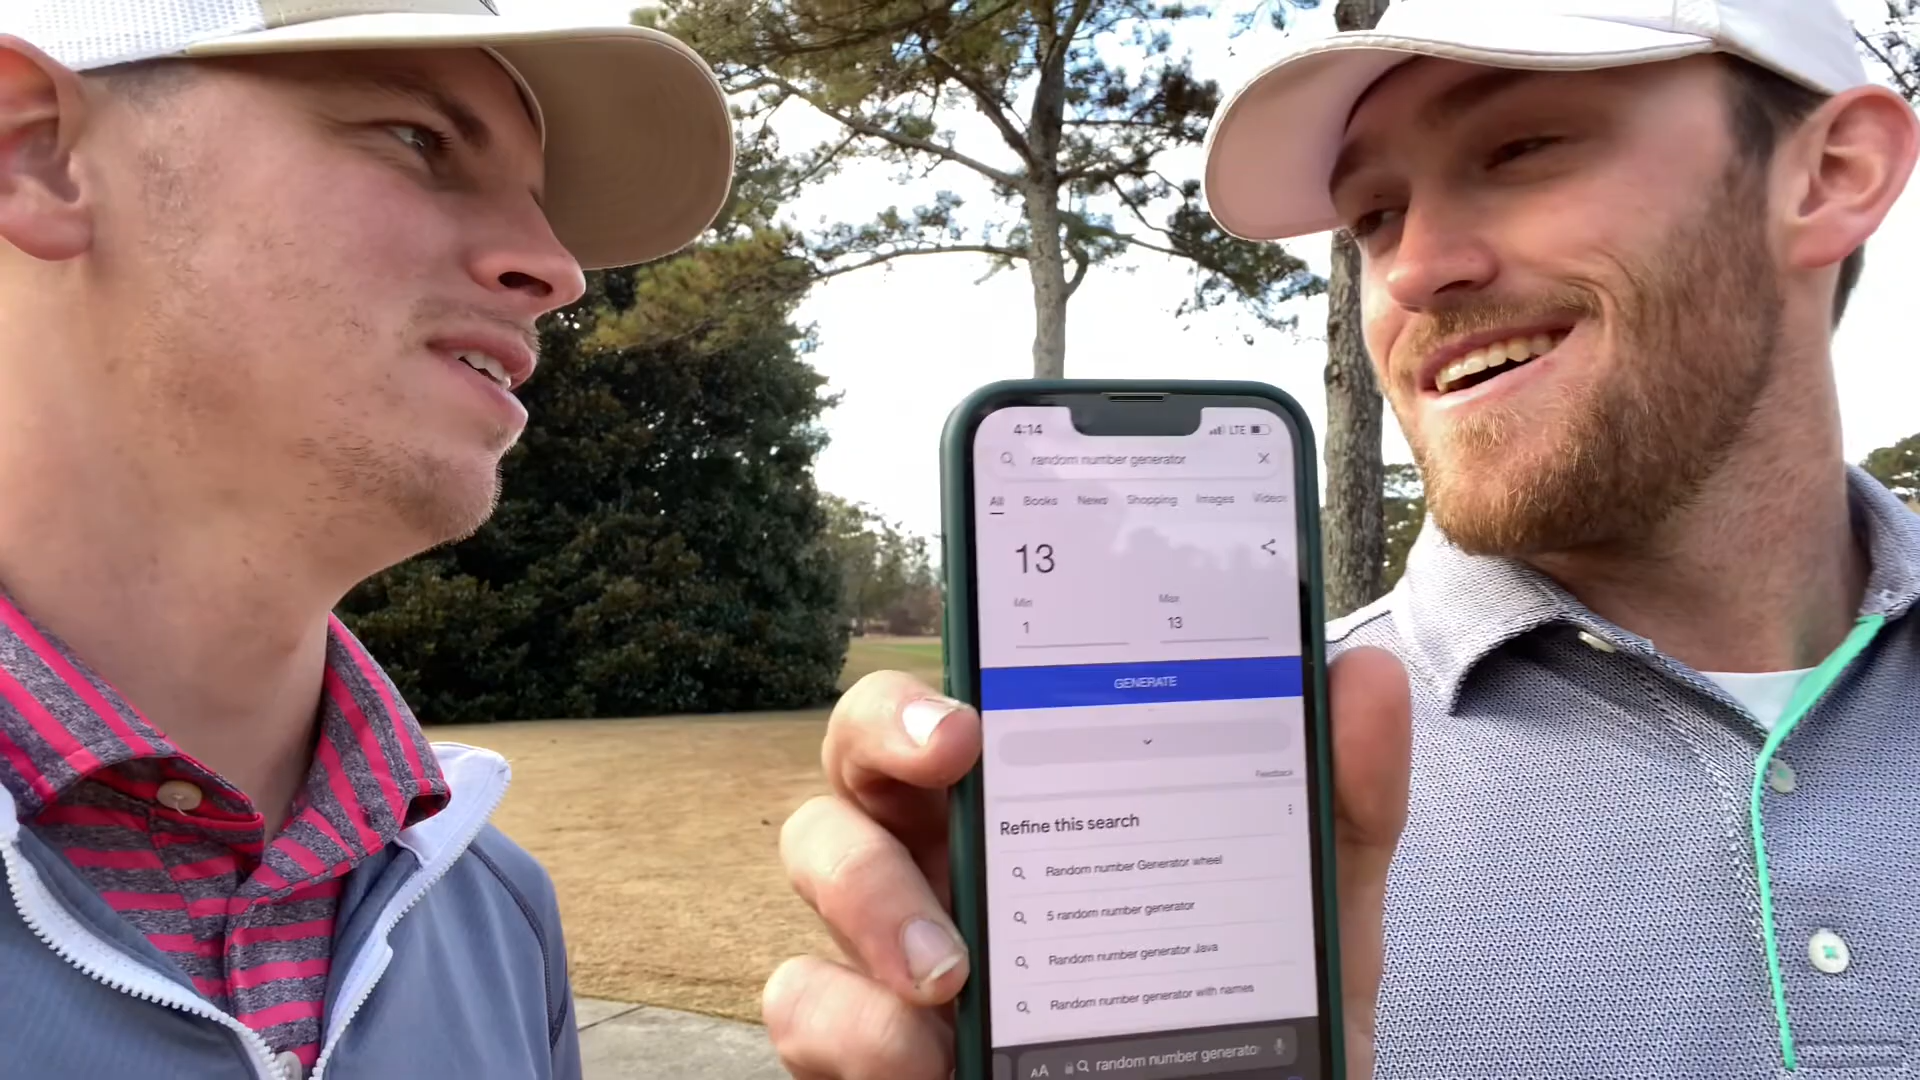 4:14 LTE
random number generator
All Books News Shopping Images Videos
13
Min Max
1 13
GENERATE
Feedback
Refine this search
Random number Generator wheel
5 random number generator
Random number generator Java
Random number generator with names
AA random number generato